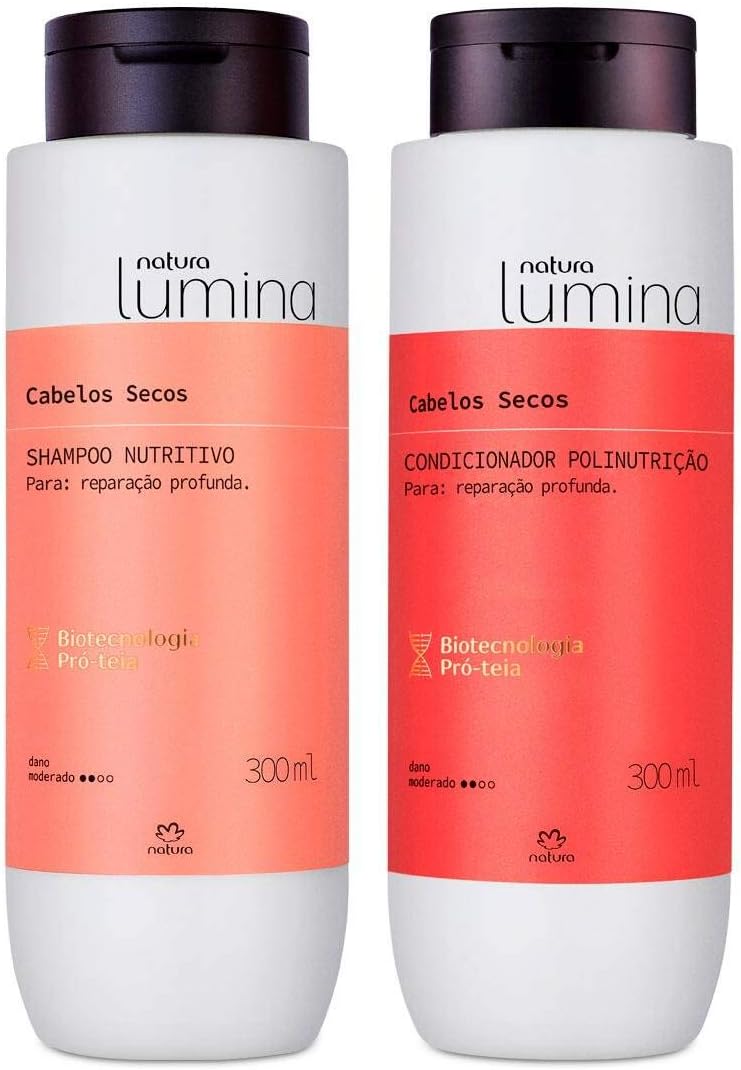 natura
lumina
Cabelos Secos
SHAMPOO NUTRITIVO
Para: reparação profunda.
Biotecnologia
Pró-teia
dano
moderado
300ml
natura
natura
lumina
Cabelos Secos
CONDICIONADOR POLINUTRIÇÃO
Para: reparação profunda.
Biotecnologia
Pró-teia
dano
moderado
300ml
natura